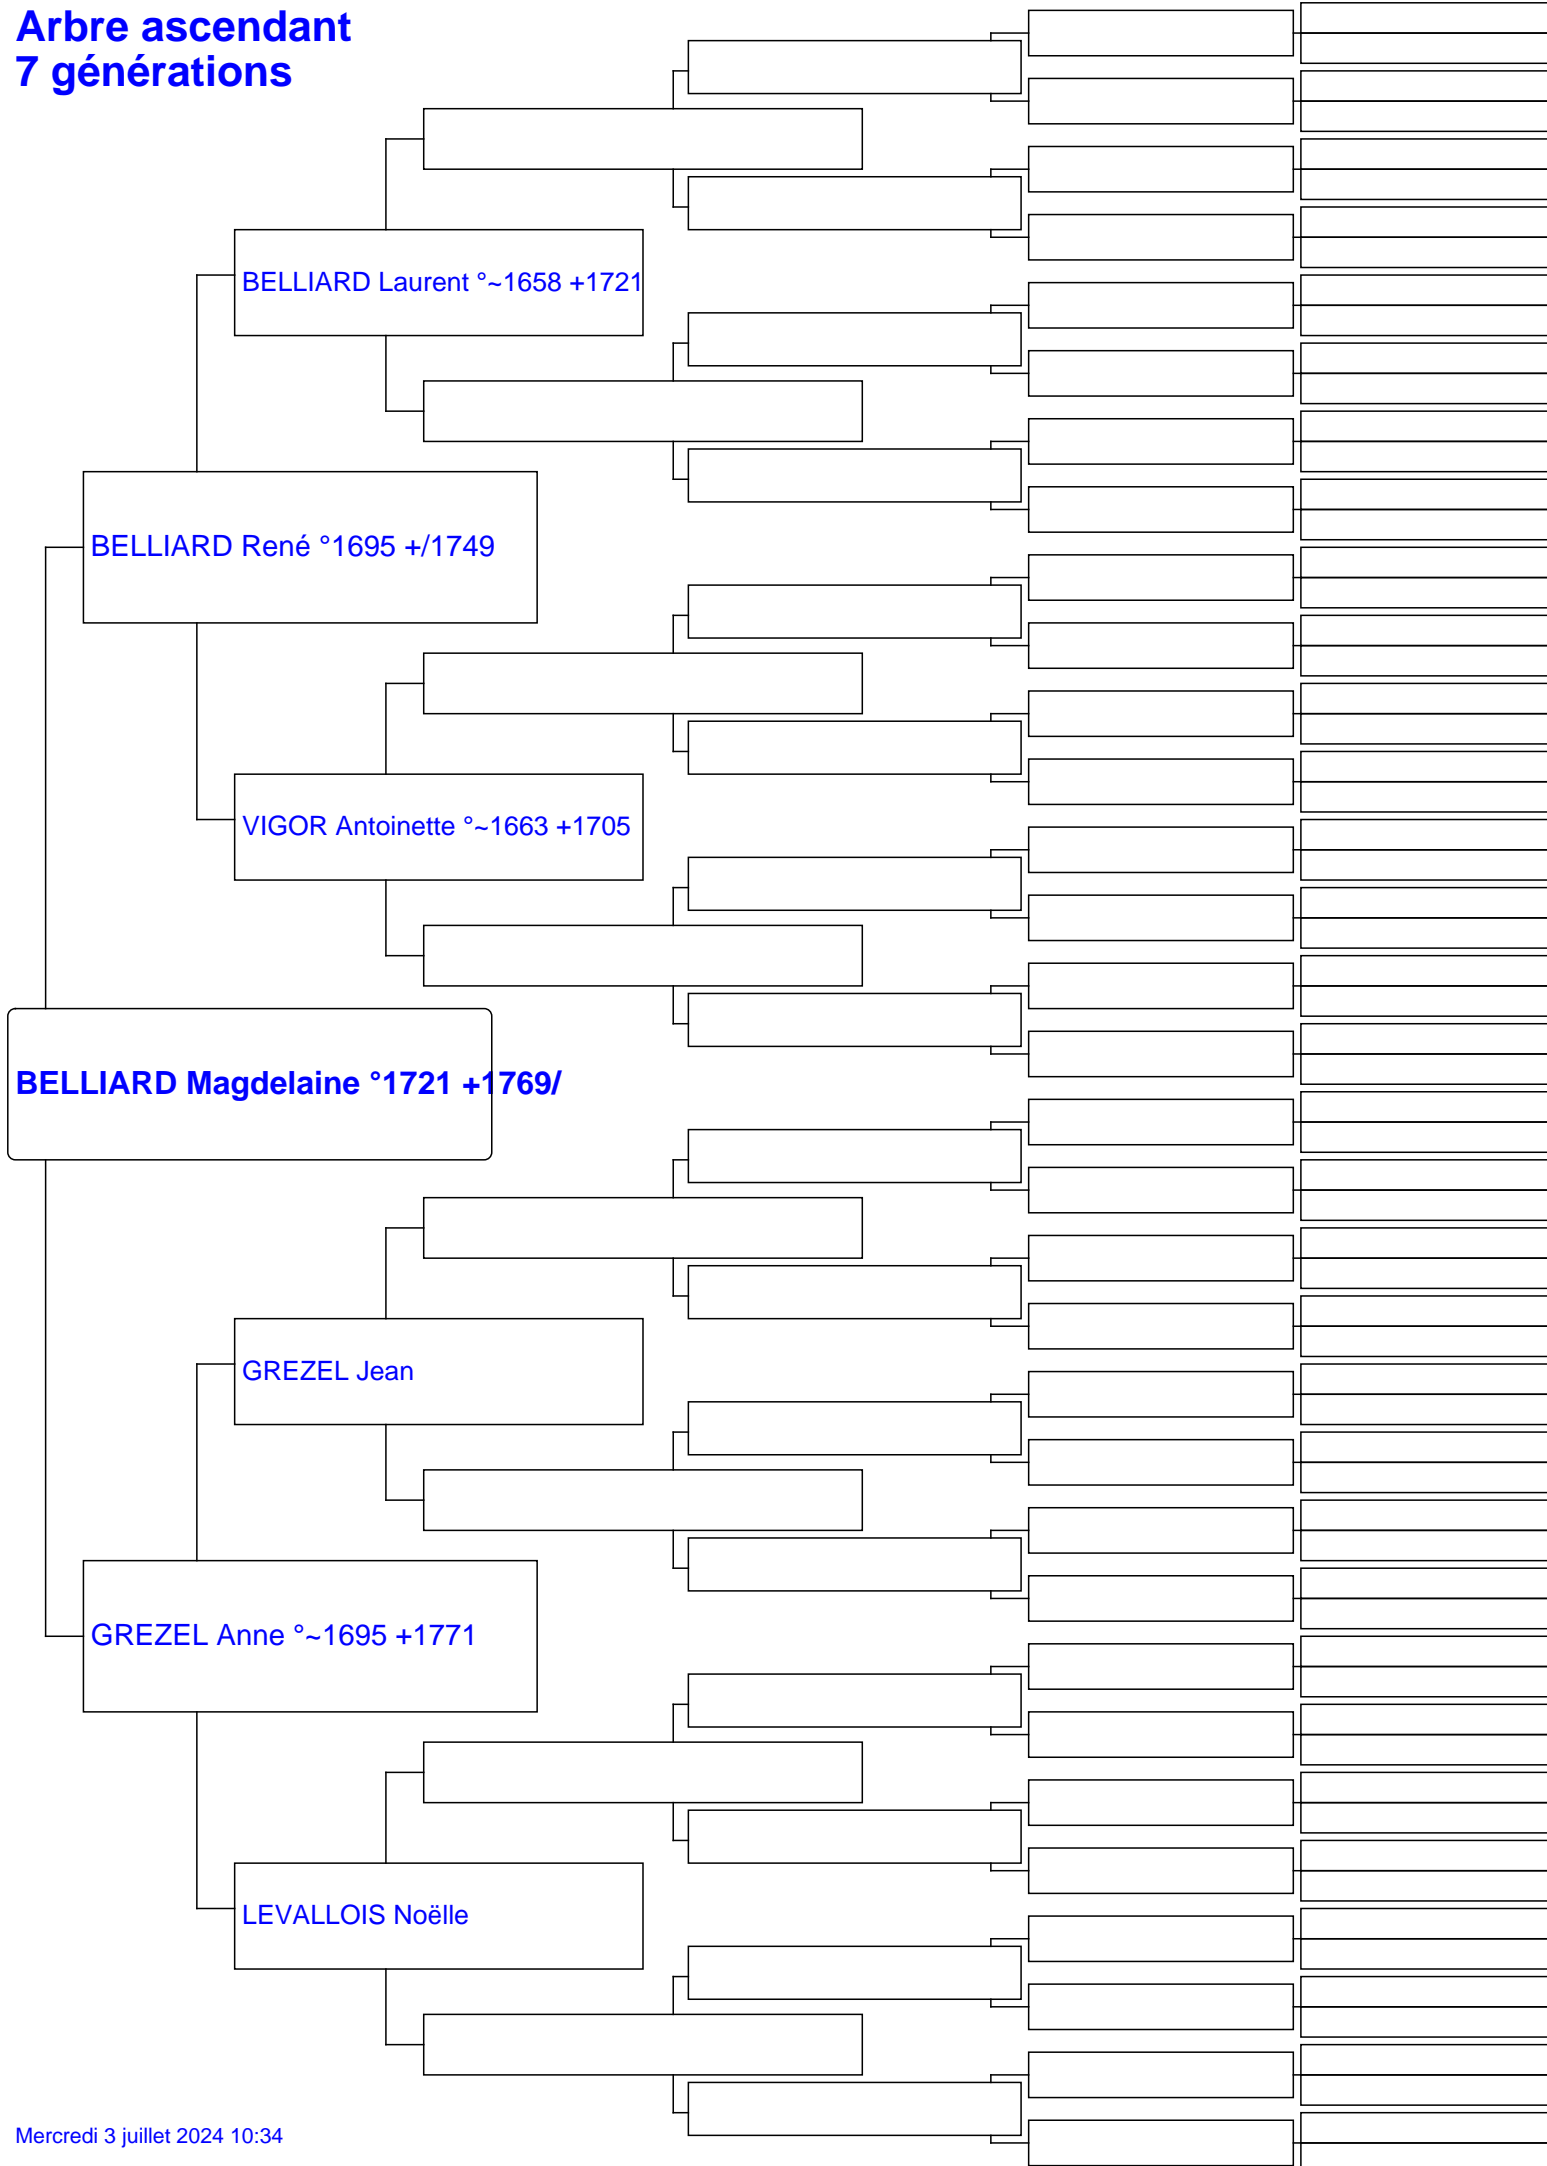 Arbre ascendant
7 générations
BELLIARD Laurent °~1658 +1721
BELLIARD René °1695 +/1749
VIGOR Antoinette °~1663 +1705
BELLIARD Magdelaine °1721 +1769/
GREZEL Jean
GREZEL Anne °~1695 +1771
LEVALLOIS Noëlle
Mercredi 3 juillet 2024 10:34